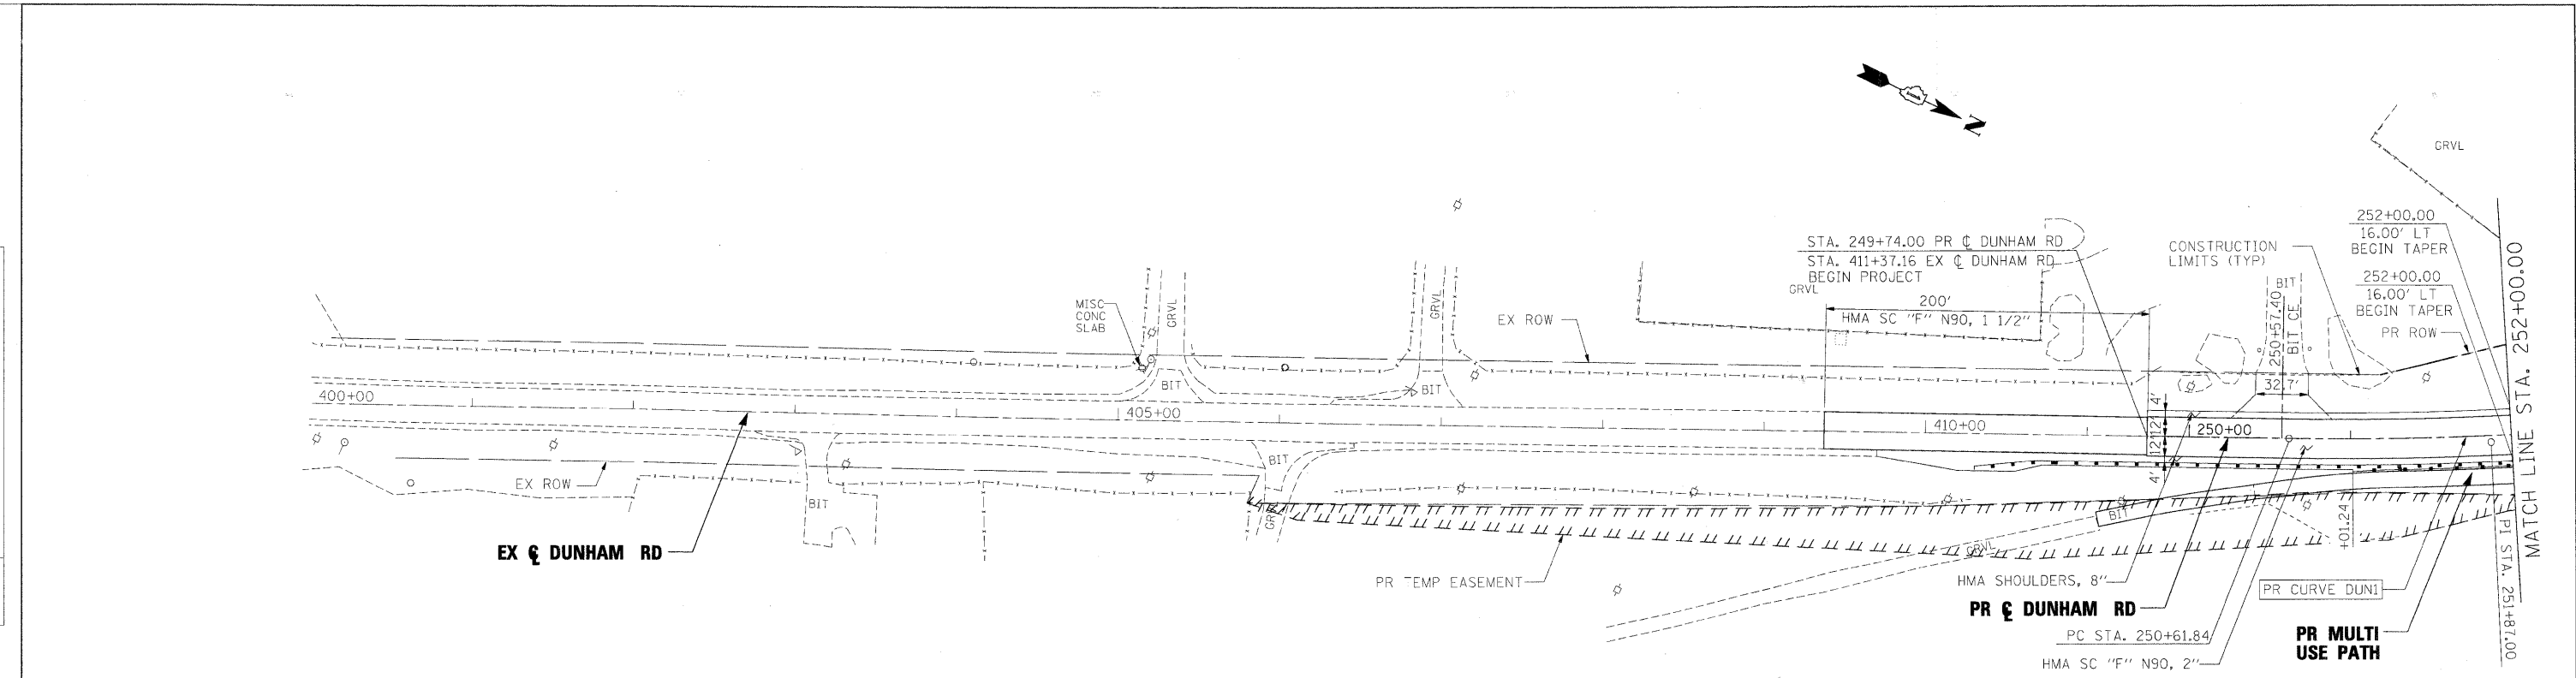 N
GRVL
252+00.00
16.00' LT
BEGIN TAPER
252+00.00
16.00' LT
BEGIN TAPER
PR ROW
CONSTRUCTION
LIMITS (TYP)
STA. 249+74.00 PR ℄ DUNHAM RD
STA. 411+37.16 EX ℄ DUNHAM RD
BEGIN PROJECT
GRVL
200'
HMA SC "F" N90, 1 1/2"
EX ROW
MISC
CONC
SLAB
GRVL
GRVL
BIT
250+57.40
BIT CE
32.7'
BIT
BIT
400+00
405+00
410+00
250+00
4'
12'
12'
4'
MATCH LINE STA. 252+00.00
EX ROW
BIT
BIT
BIT
GRVL
+01.24
PI STA. 251+87.00
EX ℄ DUNHAM RD
PR TEMP EASEMENT
HMA SHOULDERS, 8"
PR ℄ DUNHAM RD
PC STA. 250+61.84
HMA SC "F" N90, 2"
PR CURVE DUN1
PR MULTI
USE PATH